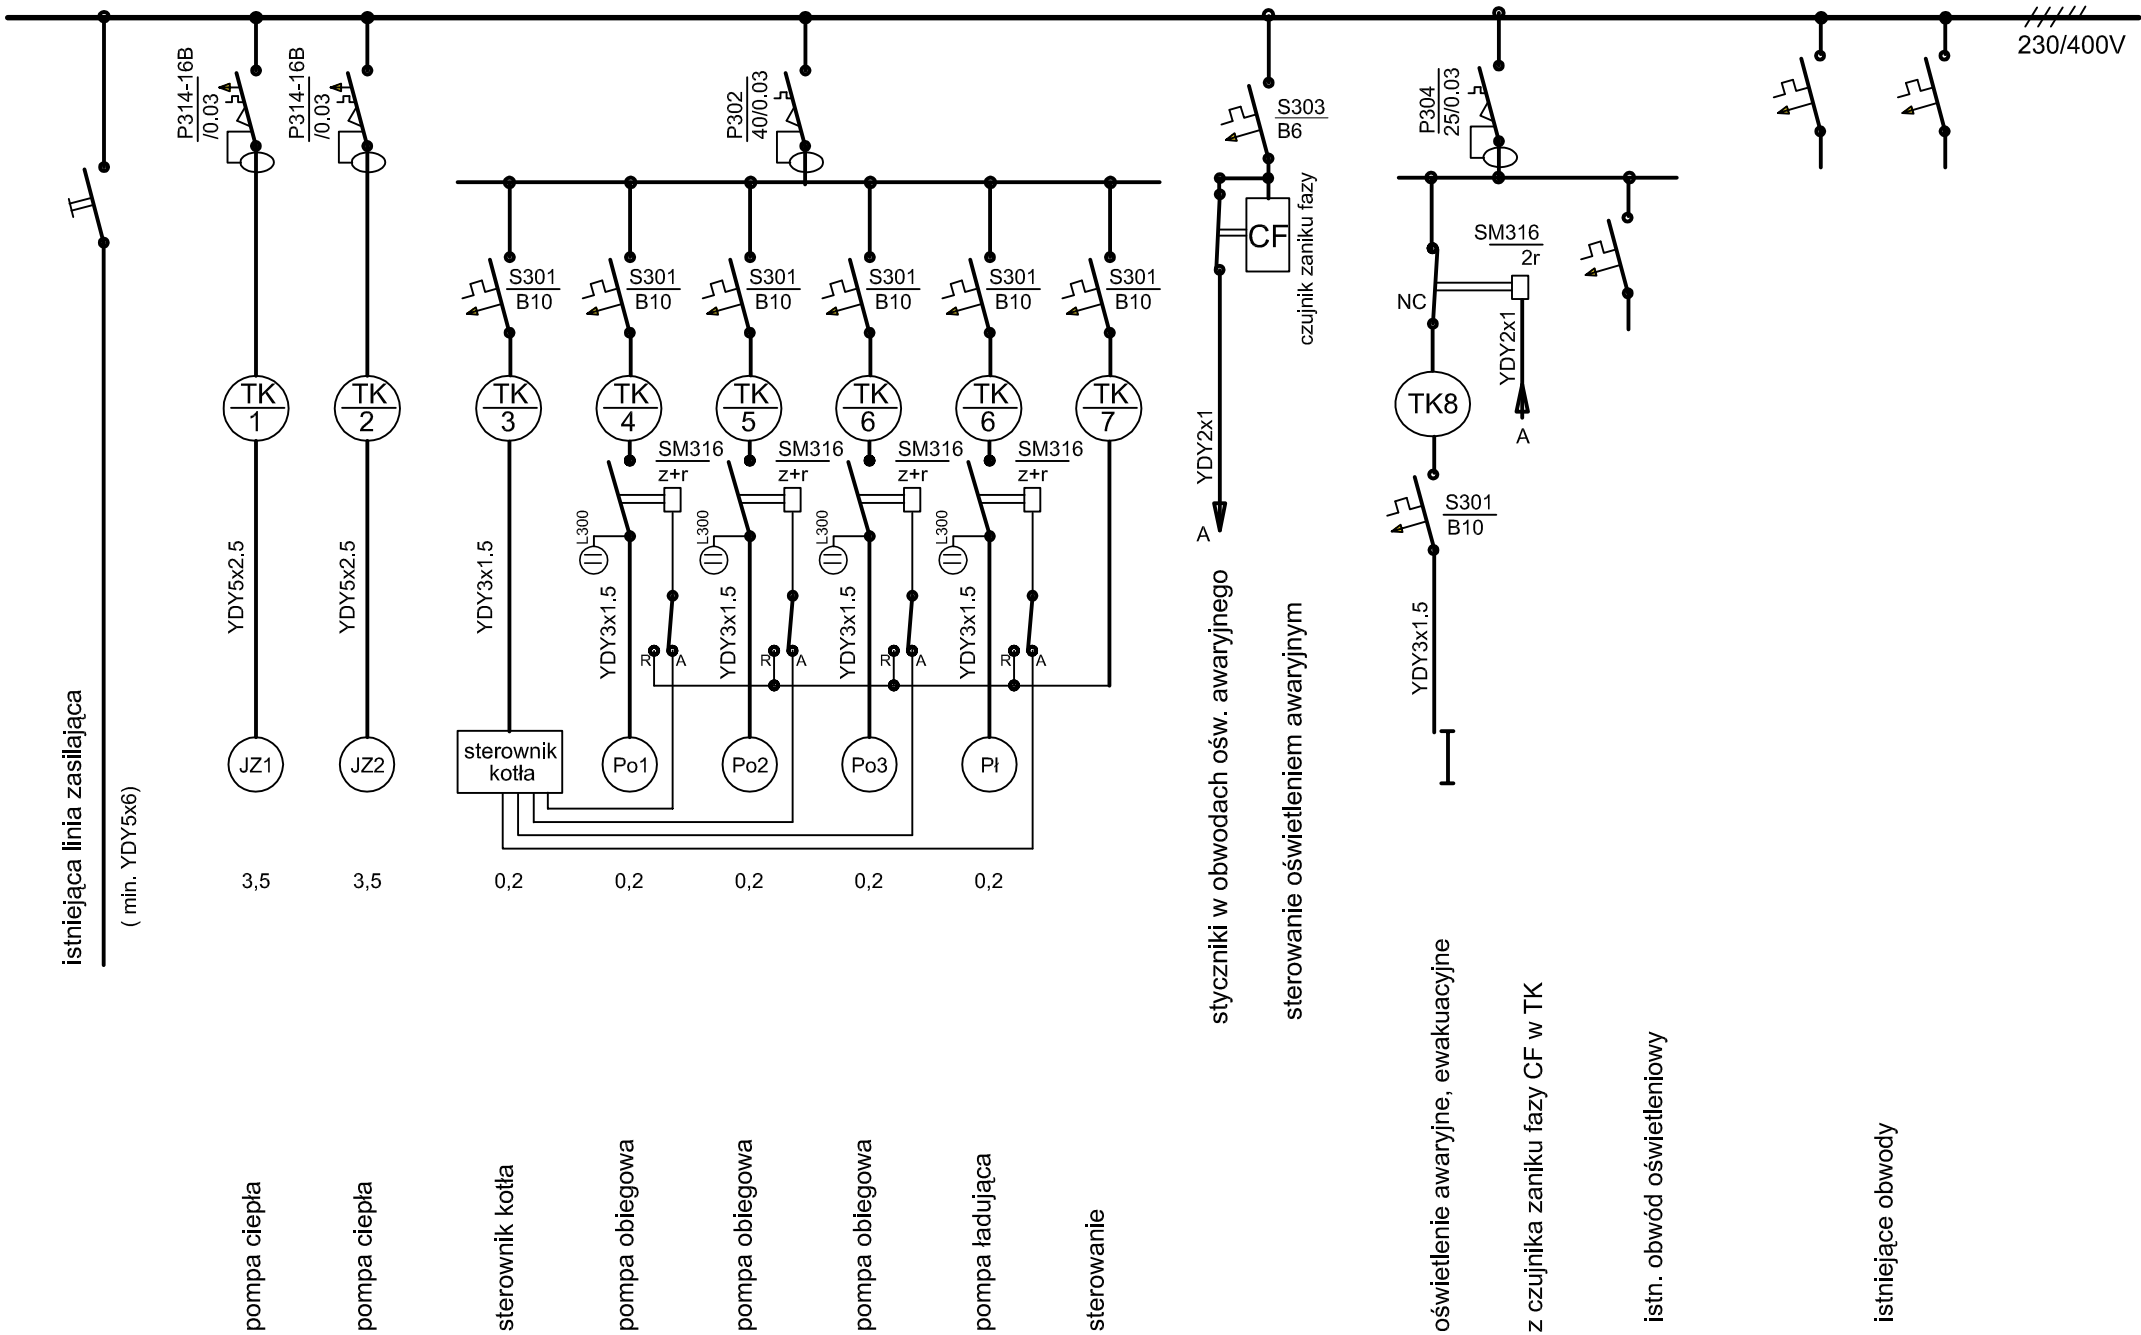 230/400V
P314-16B
/0.03
P314-16B
/0.03
P302
40/0.03
S303
B6
P304
25/0.03
czujnik zaniku fazy
CF
SM316
2r
NC
YDY2x1
A
S301
B10
S301
B10
S301
B10
S301
B10
S301
B10
S301
B10
TK
1
TK
2
TK
3
TK
4
TK
5
TK
6
TK
6
TK
7
TK8
SM316
z+r
SM316
z+r
SM316
z+r
SM316
z+r
YDY2x1
A
S301
B10
L300
L300
L300
L300
YDY5x2.5
YDY5x2.5
YDY3x1.5
YDY3x1.5
YDY3x1.5
YDY3x1.5
YDY3x1.5
YDY3x1.5
R
A
R
A
R
A
R
A
istniejąca linia zasilająca
( min. YDY5x6)
JZ1
JZ2
sterownik
kotła
Po1
Po2
Po3
Pł
3,5
3,5
0,2
0,2
0,2
0,2
0,2
styczniki w obwodach ośw. awaryjnego
sterowanie oświetleniem awaryjnym
pompa ciepła
pompa ciepła
sterownik kotła
pompa obiegowa
pompa obiegowa
pompa obiegowa
pompa ładująca
sterowanie
oświetlenie awaryjne, ewakuacyjne
z czujnika zaniku fazy CF w TK
istn. obwód oświetleniowy
istniejące obwody